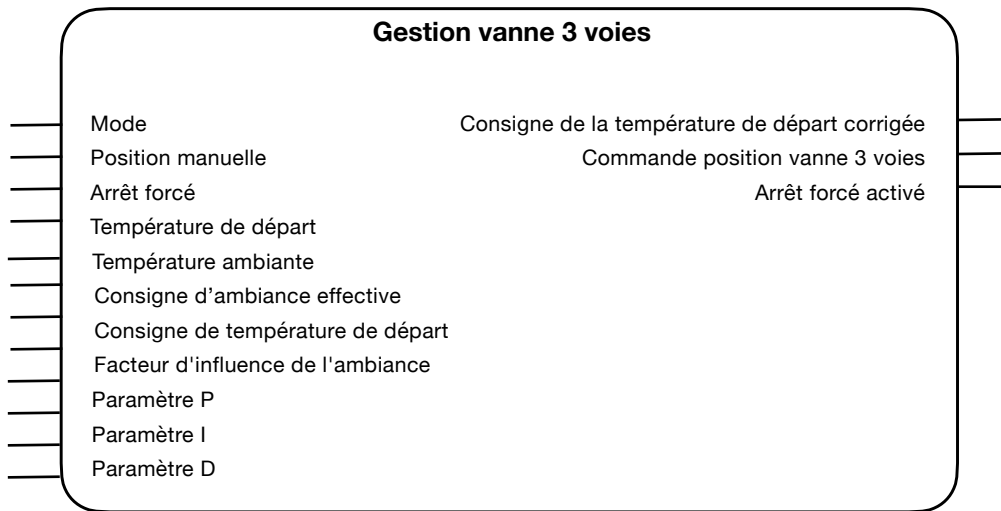 Gestion vanne 3 voies
Mode
Consigne de la température de départ corrigée
Position manuelle
Commande position vanne 3 voies
Arrêt forcé
Arrêt forcé activé
Température de départ
Température ambiante
Consigne d’ambiance effective
Consigne de température de départ
Facteur d'influence de l'ambiance
Paramètre P
Paramètre I
Paramètre D